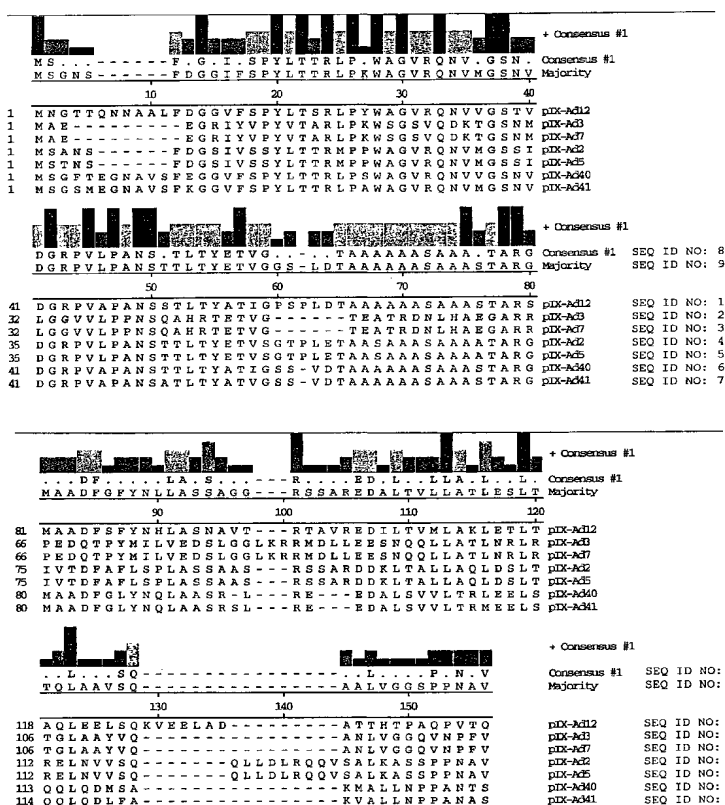 + Consensus #1
M S . . . . . - - - - - - F . G . I . S P Y L T T R L P . W A G V R Q N V . G S N . Consensus #1
M S G N S - - - - - - F D G G I F S P Y L T T R L P K W A G V R Q N V M G S N V Majority
10 20 30 40
1 M N G T T Q N N A A L F D G G V F S P Y L T S R L P Y W A G V R Q N V V G S T V pIX-Ad12
1 M A E - - - - - - - - - E G R I Y V P Y V T A R L P K W S G S V Q D K T G S N M pIX-Ad3
1 M A E - - - - - - - - - E G R I Y V P Y V T A R L P K W S G S V Q D K T G S N M pIX-Ad7
1 M S A N S - - - - - - F D G S I V S S Y L T T R M P P W A G V R Q N V M G S S I pIX-Ad2
1 M S T N S - - - - - - F D G S I V S S Y L T T R M P P W A G V R Q N V M G S S I pIX-Ad5
1 M S G F T E G N A V S F E G G V F S P Y L T T R L P A W A G V R Q N V V G S N V pIX-Ad40
1 M S G S M E G N A V S F K G G V F S P Y L T T R L P A W A G V R Q N V M G S N V pIX-Ad41
+ Consensus #1
D G R P V L P A N S . T L T Y E T V G . . - . . T A A A A A A S A A A . T A R G Consensus #1 SEQ ID NO: 8
D G R P V L P A N S T T L T Y E T V G G S - L D T A A A A A A S A A A S T A R G Majority SEQ ID NO: 9
50 60 70 80
41 D G R P V A P A N S S T L T Y A T I G P S P L D T A A A A A A S A A A S T A R S pIX-Ad12 SEQ ID NO: 1
32 L G G V V L P P N S Q A H R T E T V G - - - - - - T E A T R D N L H A E G A R R pIX-Ad3 SEQ ID NO: 2
32 L G G V V L P P N S Q A H R T E T V G - - - - - - T E A T R D N L H A E G A R R pIX-Ad7 SEQ ID NO: 3
35 D G R P V L P A N S T T L T Y E T V S G T P L E T A A S A A A S A A A A T A R G pIX-Ad2 SEQ ID NO: 4
35 D G R P V L P A N S T T L T Y E T V S G T P L E T A A S A A A S A A A A T A R G pIX-Ad5 SEQ ID NO: 5
41 D G R P V A P A N S T T L T Y A T I G S S - V D T A A A A A A S A A A S T A R G pIX-Ad40 SEQ ID NO: 6
41 D G R P V A P A N S A T L T Y A T V G S S - V D T A A A A A A S A A A S T A R G pIX-Ad41 SEQ ID NO: 7
+ Consensus #1
. . . D F . . . . . L A . S . . . . - - - R . . . . E D . L . . L L A . L . . L . Consensus #1
M A A D F G F Y N L L A S S A G G - - - R S S A R E D A L T V L L A T L E S L T Majority
90 100 110 120
81 M A A D F S F Y N H L A S N A V T - - - R T A V R E D I L T V M L A K L E T L T pIX-Ad12
66 P E D Q T P Y M I L V E D S L G G L K R R M D L L E E S N Q Q L L A T L N R L R pIX-Ad3
66 P E D Q T P Y M I L V E D S L G G L K R R M D L L E E S N Q Q L L A T L N R L R pIX-Ad7
75 I V T D F A F L S P L A S S A A S - - - R S S A R D D K L T A L L A Q L D S L T pIX-Ad2
75 I V T D F A F L S P L A S S A A S - - - R S S A R D D K L T A L L A Q L D S L T pIX-Ad5
80 M A A D F G L Y N Q L A A S R - L - - - R E - - - E D A L S V V L T R L E E L S pIX-Ad40
80 M A A D F G L Y N Q L A A S R S L - - - R E - - - E D A L S V V L T R M E E L S pIX-Ad41
+ Consensus #1
. . L . . . . S Q - - - - - - - - - - - - - - - - . . . L . . . . P . N . V Consensus #1 SEQ ID NO:
T Q L A A V S Q - - - - - - - - - - - - - - - - A A L V G G S P P N A V Majority SEQ ID NO:
130 140 150
118 A Q L E E L S Q K V E E L A D - - - - - - - - - A T T H T P A Q P V T Q pIX-Ad12 SEQ ID NO:
106 T G L A A Y V Q - - - - - - - - - - - - - - - - A N L V G G Q V N P F V pIX-Ad3 SEQ ID NO:
106 T G L A A Y V Q - - - - - - - - - - - - - - - - A N L V G G Q V N P F V pIX-Ad7 SEQ ID NO:
112 R E L N V V S Q - - - - - - - Q L L D L R Q Q V S A L K A S S P P N A V pIX-Ad2 SEQ ID NO:
112 R E L N V V S Q - - - - - - - Q L L D L R Q Q V S A L K A S S P P N A V pIX-Ad5 SEQ ID NO:
113 Q Q L Q D M S A - - - - - - - - - - - - - - - - K M A L L N P P A N T S pIX-Ad40 SEQ ID NO:
114 Q Q L Q D L F A - - - - - - - - - - - - - - - - K V A L L N P P A N A S pIX-Ad41 SEQ ID NO: